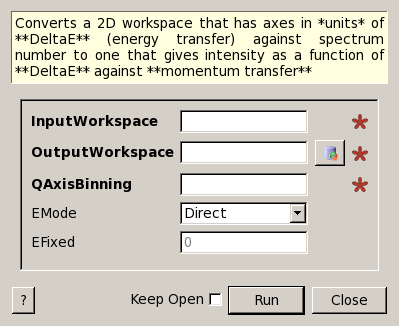 Converts a 2D workspace that has axes in *units* of
**DeltaE** (energy transfer) against spectrum
number to one that gives intensity as a function of
**DeltaE** against **momentum transfer**
InputWorkspace
OutputWorkspace
QAxisBinning
EMode Direct
EFixed 0
? Keep Open Run Close